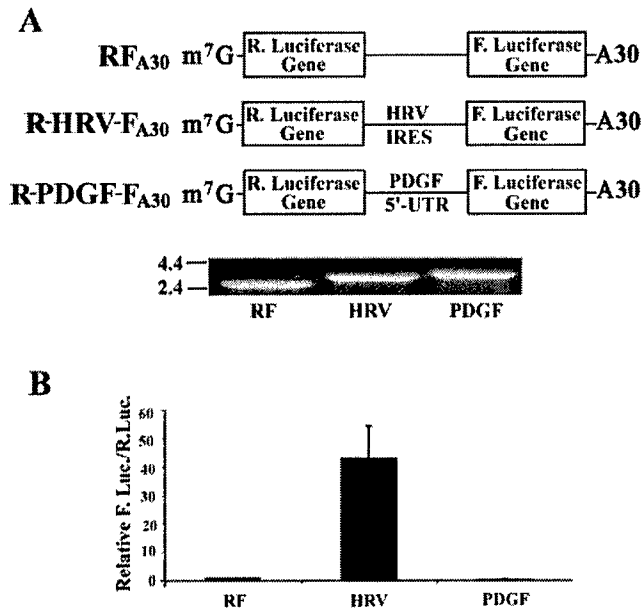 A
RFA30 m7G R. Luciferase Gene F. Luciferase Gene A30
R-HRV-FA30 m7G R. Luciferase Gene HRV IRES F. Luciferase Gene A30
R-PDGF-FA30 m7G R. Luciferase Gene PDGF 5'-UTR F. Luciferase Gene A30
4.4
2.4
RF HRV PDGF
B
Relative F. Luc./R.Luc.
60
50
40
30
20
10
0
RF HRV PDGF